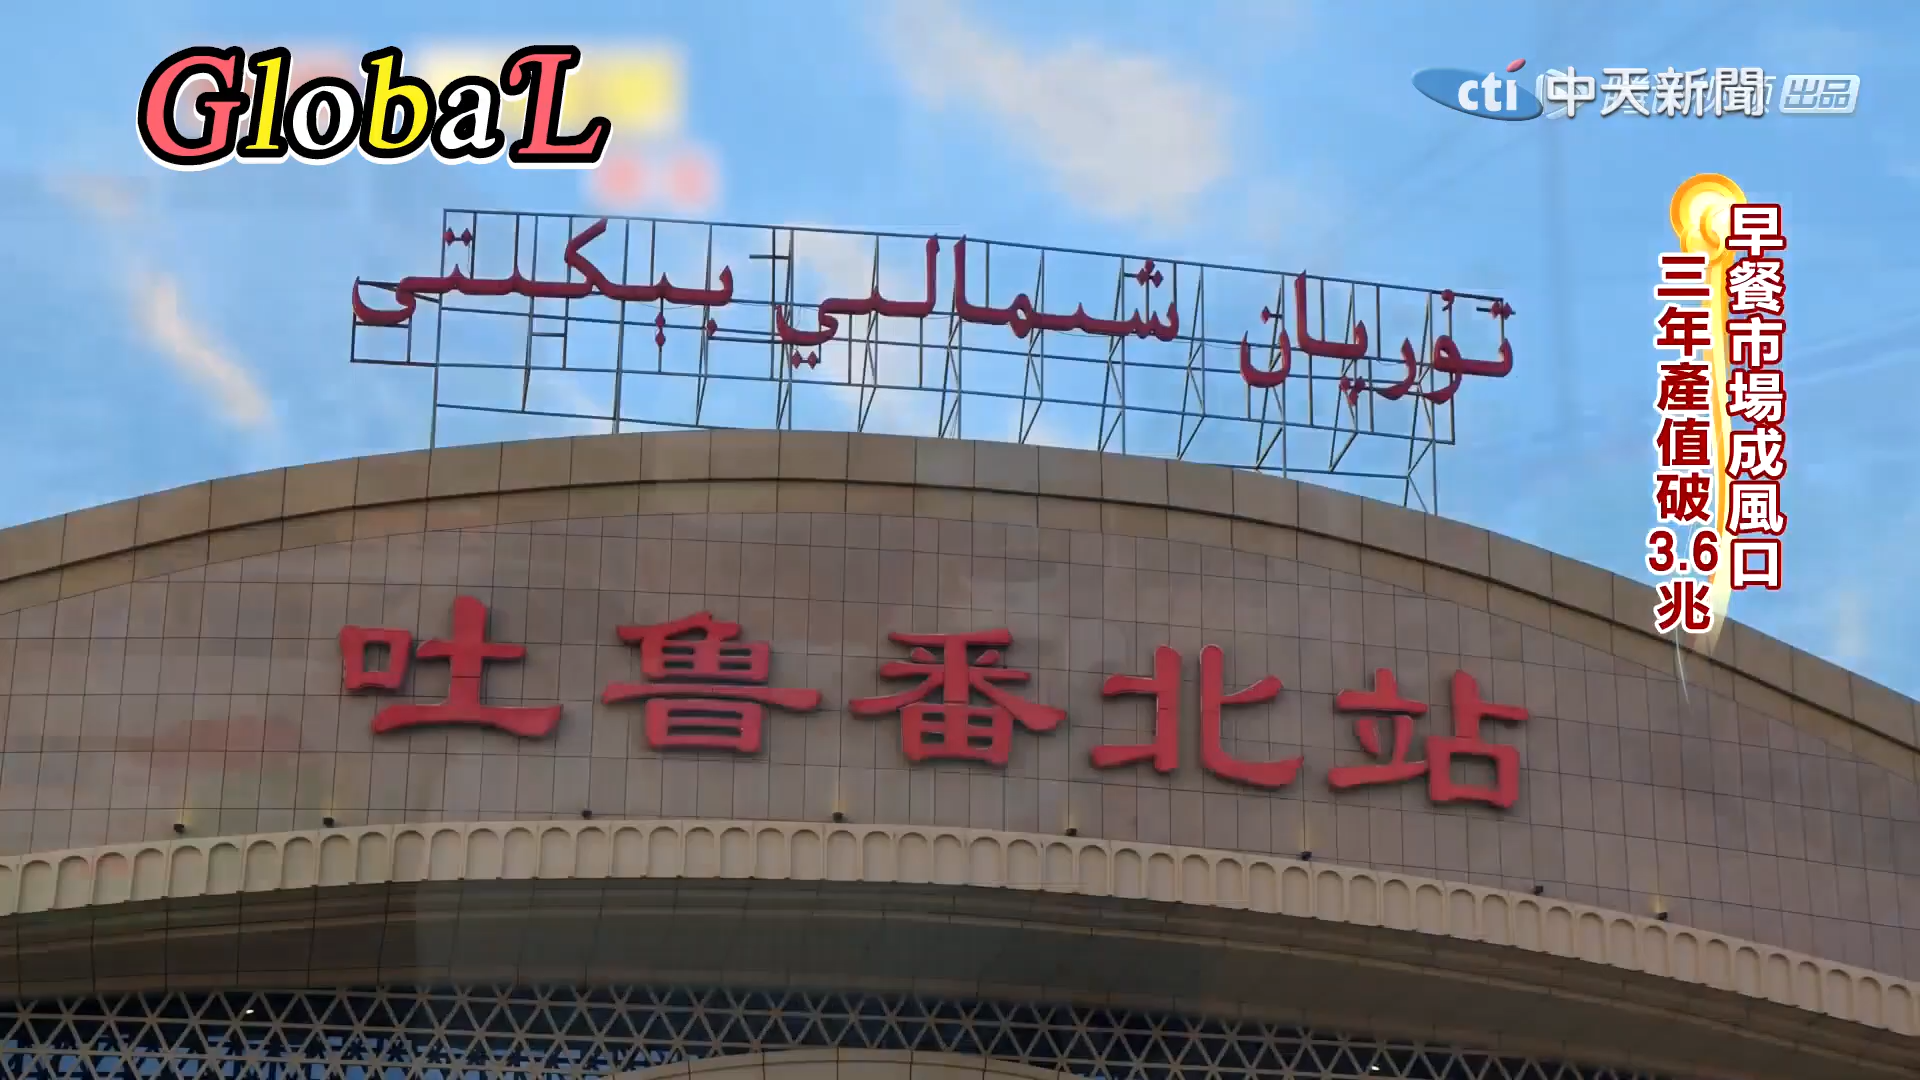 GlobaL
cti 中天新聞 出品
早餐市場成風口
三年產值破3.6兆
تۇرپان شىمالىي بېكىتى
吐鲁番北站